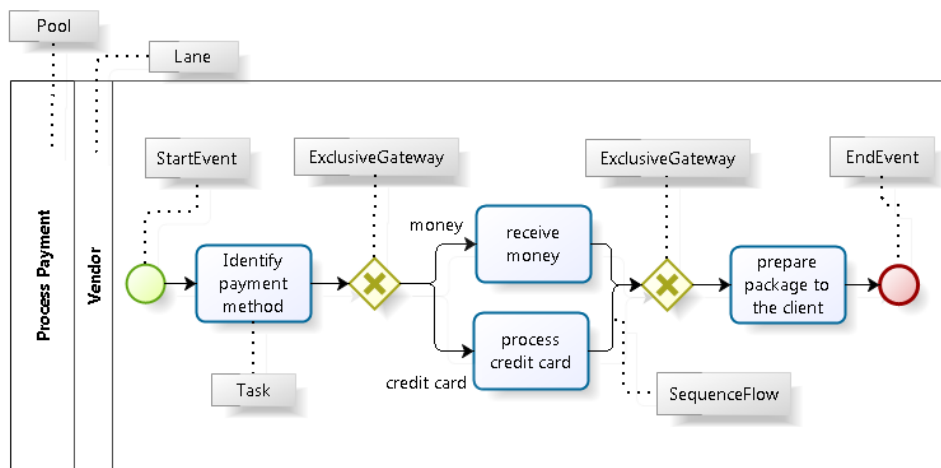 Pool
Lane
Process Payment
Vendor
StartEvent
ExclusiveGateway
ExclusiveGateway
EndEvent
money
receive
money
Identify
payment
method
prepare
package to
the client
process
credit card
credit card
Task
SequenceFlow